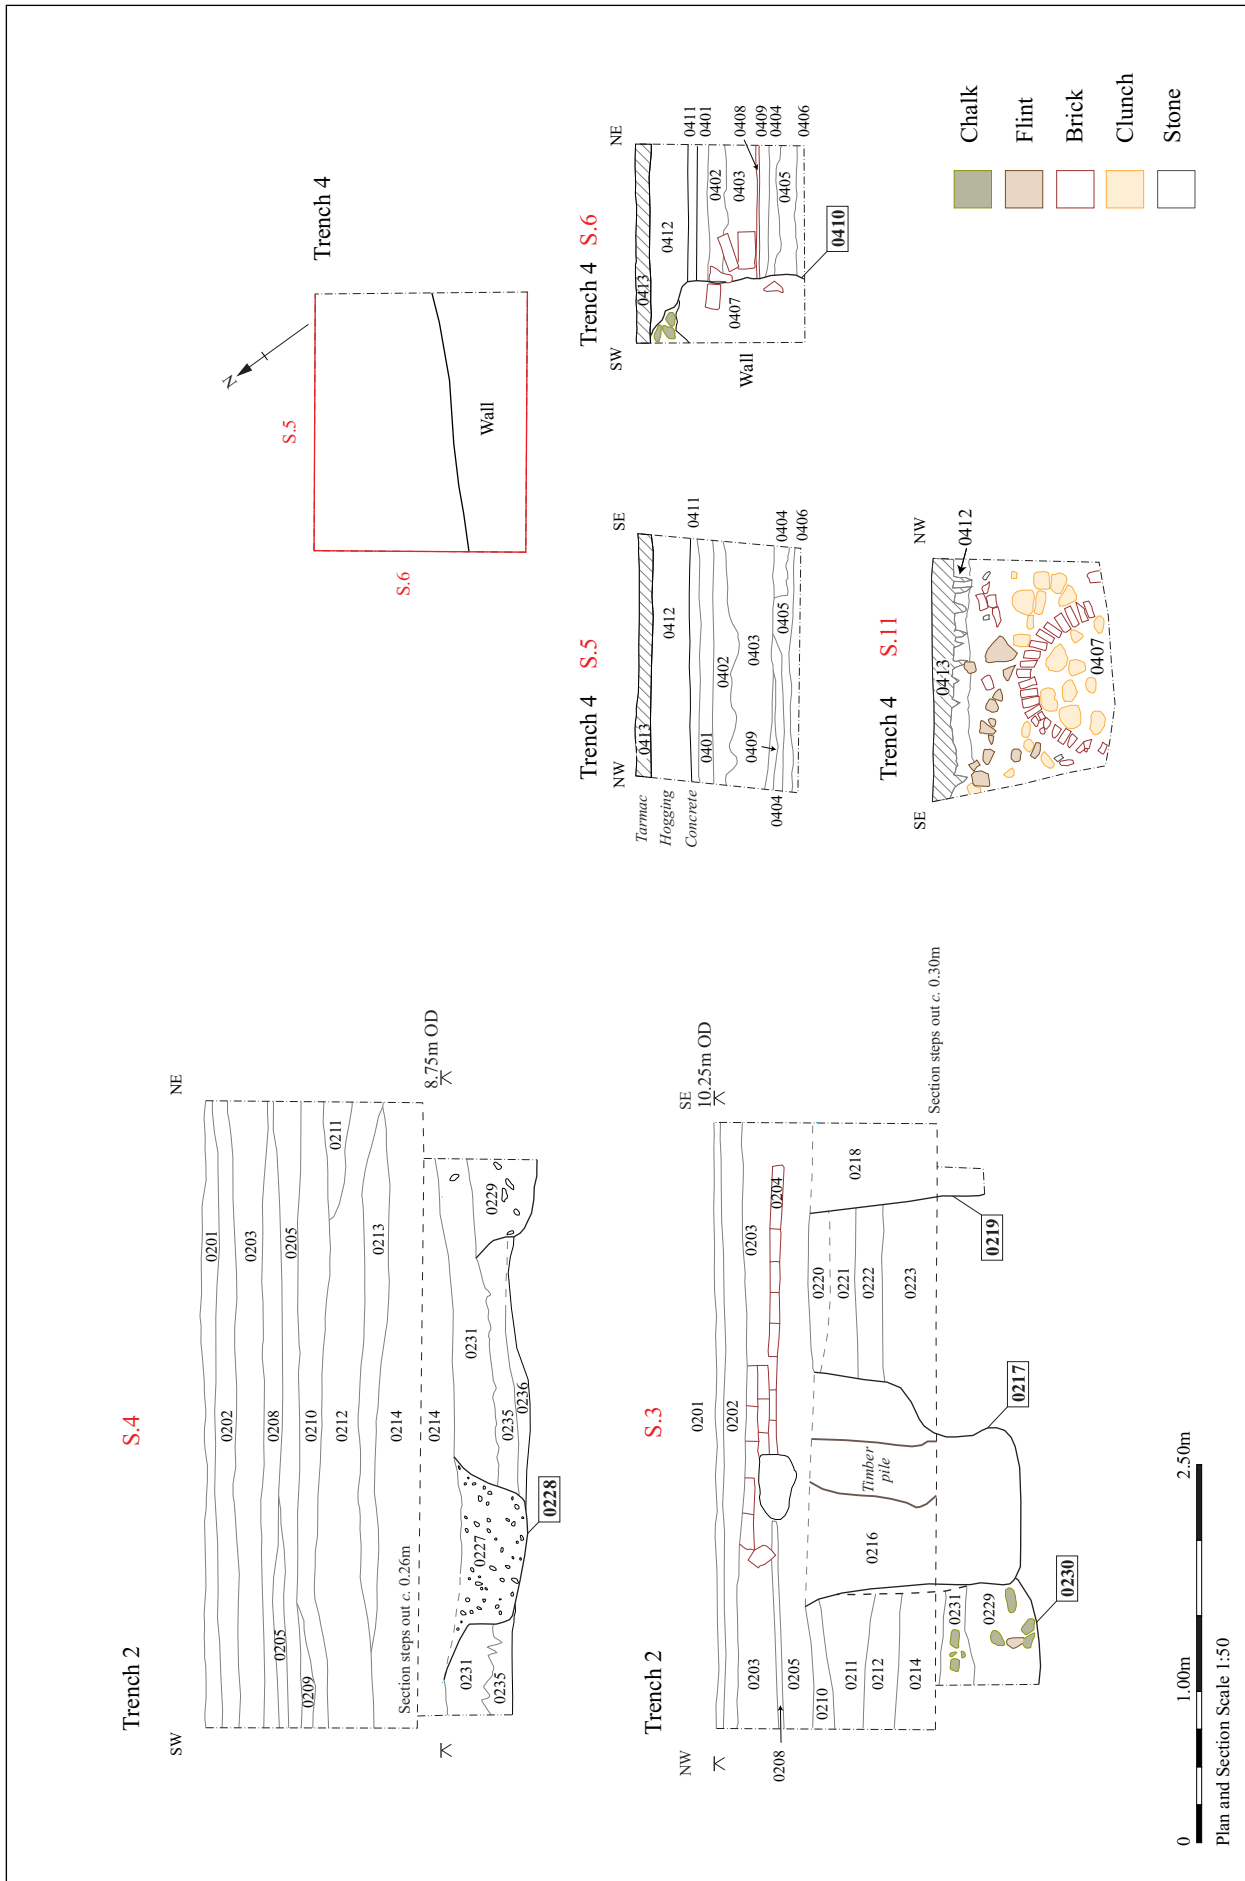 Trench 2
S.4
SW
NE
0201
0202
0203
0208
0205
0205
0209
0210
0211
0212
0213
0214
Section steps out c. 0.26m
8.75m OD
0214
0231
0231
0229
0227
0235
0235
0236
0228
Trench 2
S.3
NW
SE
10.25m OD
0201
0202
0203
0203
0204
0208
0205
0210
0211
0212
0214
0216
Timber
pile
0218
0220
0221
0222
0223
Section steps out c. 0.30m
0231
0229
0219
0217
0230
0
1.00m
2.50m
Plan and Section Scale 1:50
Trench 4
N
S.5
S.6
Wall
Trench 4
S.5
NW
SE
Tarmac
Hogging
Concrete
0413
0412
0411
0401
0402
0403
0409
0404
0405
0404
0406
Trench 4
S.6
SW
NE
0413
0412
0411
0401
0402
0403
0408
0409
0404
0405
0406
0407
Wall
0410
Trench 4
S.11
SE
NW
0413
0412
0407
Chalk
Flint
Brick
Clunch
Stone